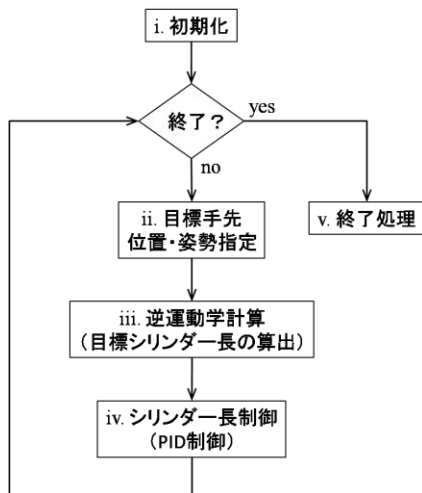 i. 初期化
終了？
yes
no
ii. 目標手先
位置・姿勢指定
v. 終了処理
iii. 逆運動学計算
（目標シリンダー長の算出）
iv. シリンダー長制御
（PID制御）